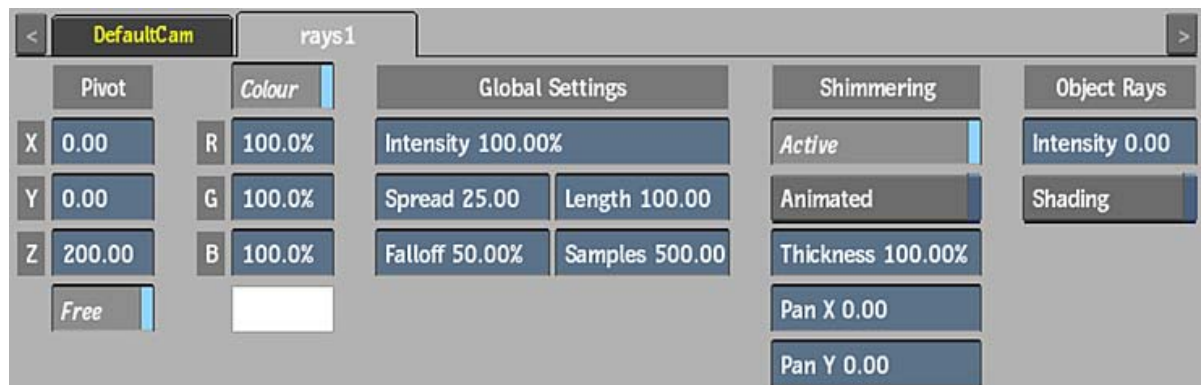 < DefaultCam rays1 >
Pivot Colour Global Settings Shimmering Object Rays
X 0.00 R 100.0% Intensity 100.00% Active Intensity 0.00
Y 0.00 G 100.0% Spread 25.00 Length 100.00 Animated Shading
Z 200.00 B 100.0% Falloff 50.00% Samples 500.00 Thickness 100.00%
Free Pan X 0.00
Pan Y 0.00